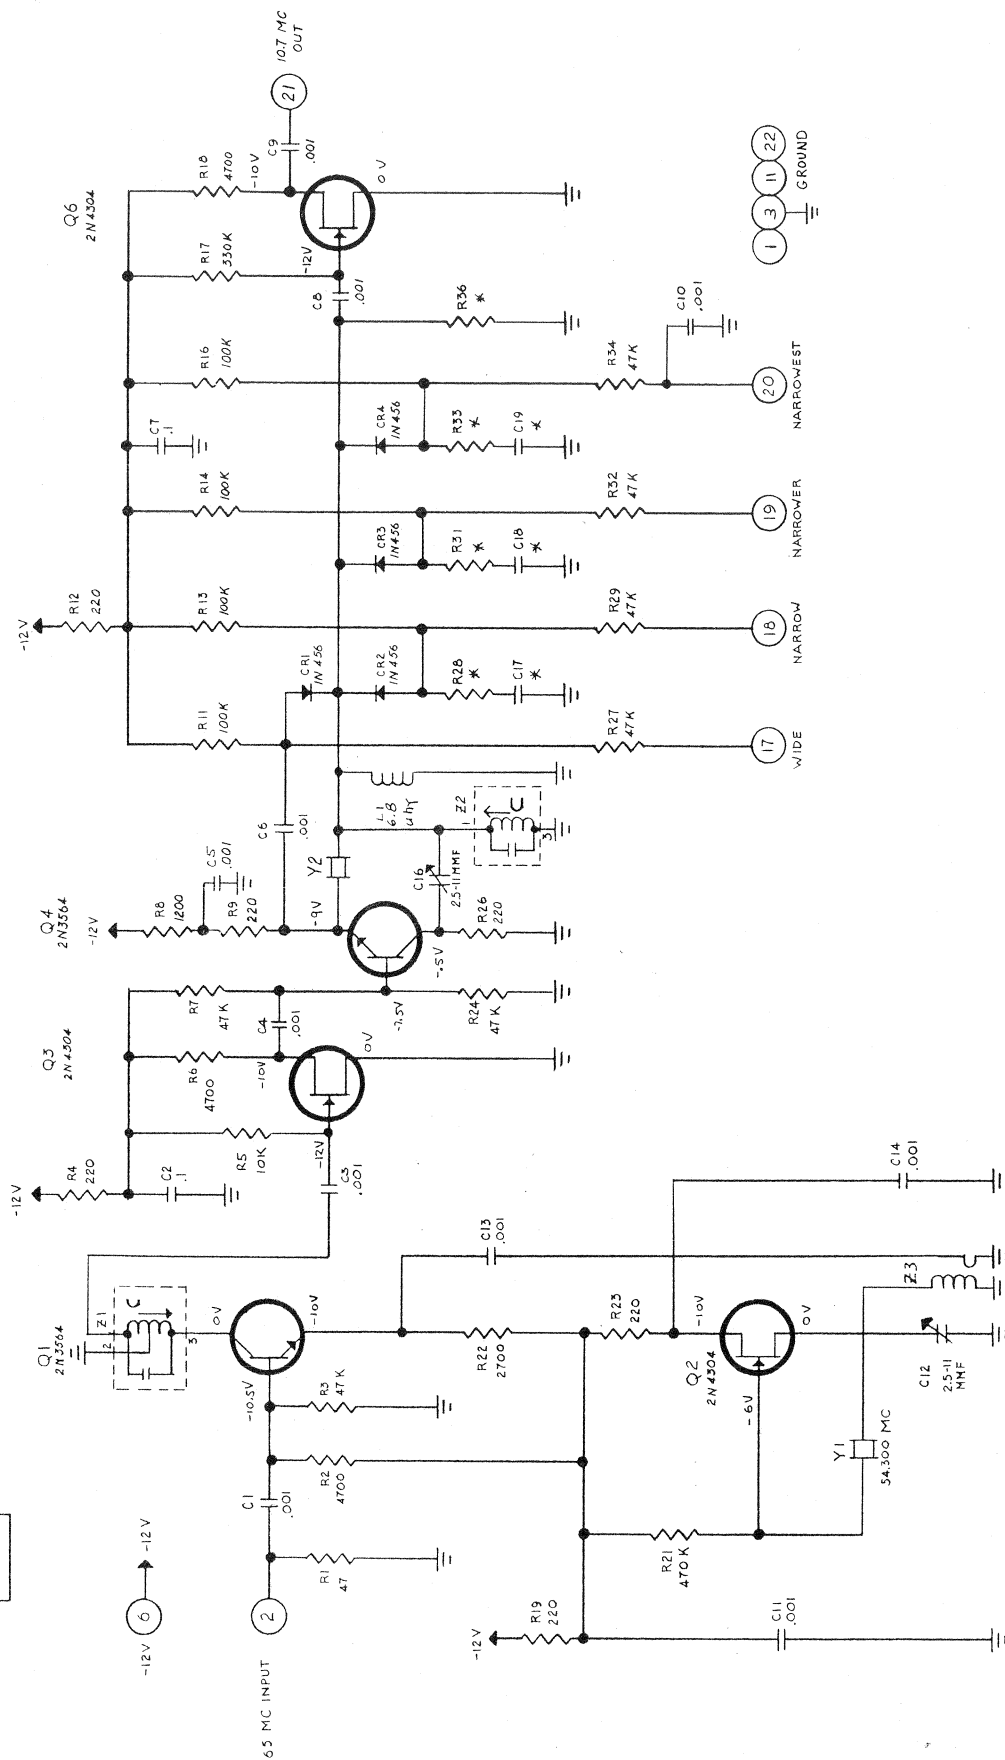 10.7 MC
OUT
21
C9
.001
-10V
R18
4700
Q6
2N4304
0V
R17
330K
-12V
C8
.001
R36
*
1
3
11
22
GROUND
R16
100K
C10
.001
R34
47K
20
NARROWEST
CR4
1N456
R33
*
C19
*
C7
.1
R14
100K
R32
47K
19
NARROWER
CR3
1N456
R31
*
C18
*
-12V
R12
220
R13
100K
R29
47K
18
NARROW
CR1
1N456
CR2
1N456
R28
*
C17
*
R11
100K
R27
47K
17
WIDE
L1
6.8
uhy
Z2
1
3
C6
.001
Y2
C16
2.5-11MMF
Q4
2N3564
-12V
R8
1200
C5
.001
R9
220
-9V
-.5V
R26
220
R7
47K
-7.5V
R24
47K
C4
.001
Q3
2N4304
R6
4700
-10V
0V
R5
10K
-12V
C3
.001
-12V
R4
220
C2
.1
Q1
2N3564
Z1
2
3
0V
-10V
-10.5V
R3
47K
R2
4700
C1
.001
R1
47
-12V
6
-12V
2
65 MC INPUT
C13
.001
R22
2700
R23
220
C14
.001
-10V
Q2
2N4304
0V
-6V
Z3
C12
2.5-11
MMF
Y1
54.300 MC
R21
470K
-12V
R19
220
C11
.001